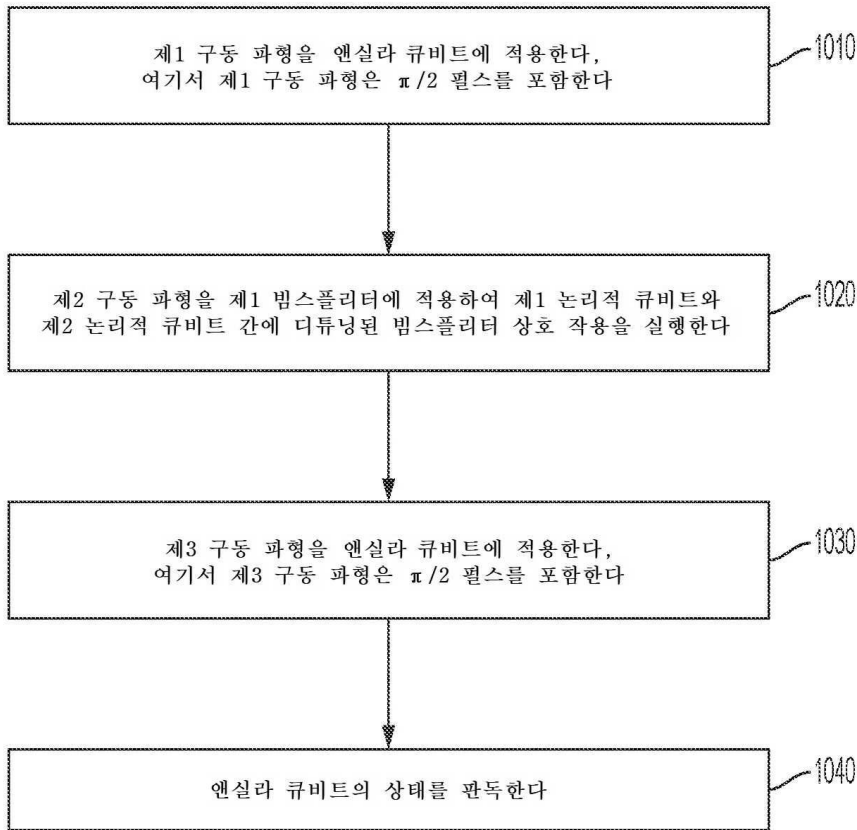 제1 구동 파형을 앤실라 큐비트에 적용한다,
여기서 제1 구동 파형은 π/2 펄스를 포함한다
1010
제2 구동 파형을 제1 빔스플리터에 적용하여 제1 논리적 큐비트와
제2 논리적 큐비트 간에 디튜닝된 빔스플리터 상호 작용을 실행한다
1020
제3 구동 파형을 앤실라 큐비트에 적용한다,
여기서 제3 구동 파형은 π/2 펄스를 포함한다
1030
앤실라 큐비트의 상태를 판독한다
1040